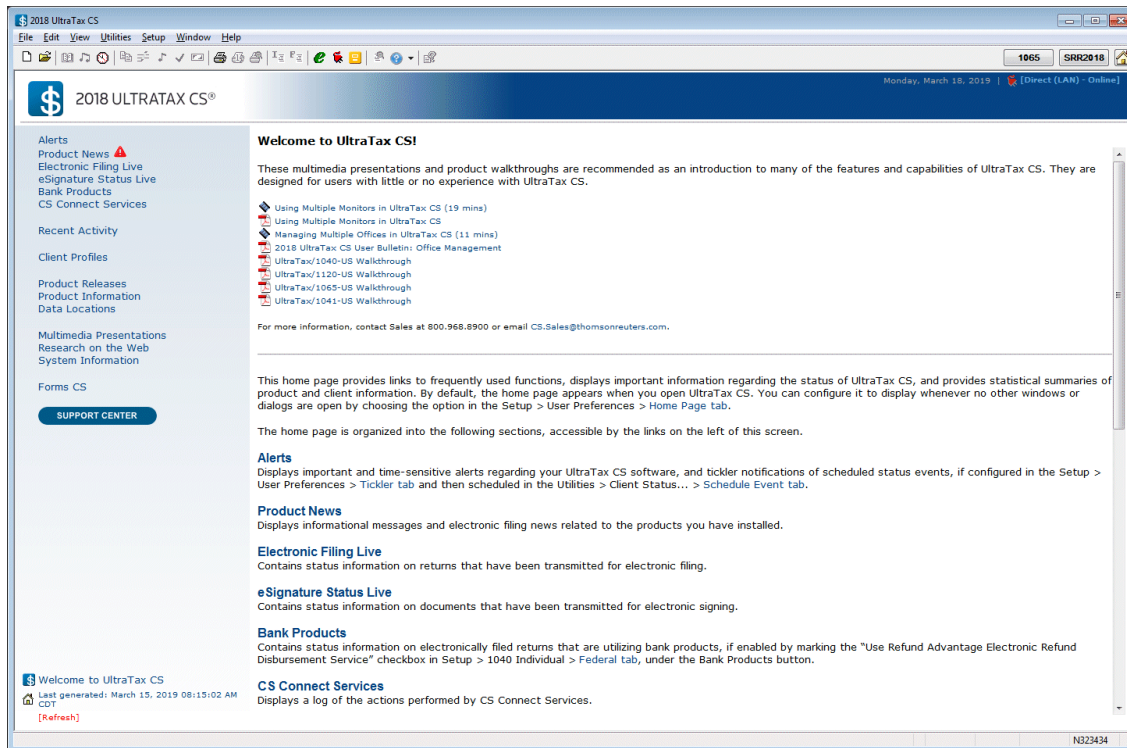 2018 UltraTax CS
File Edit View Utilities Setup Window Help
1065 SRR2018
Monday, March 18, 2019 | [Direct (LAN) - Online]
2018 ULTRATAX CS®
Alerts
Product News
Electronic Filing Live
eSignature Status Live
Bank Products
CS Connect Services
Recent Activity
Client Profiles
Product Releases
Product Information
Data Locations
Multimedia Presentations
Research on the Web
System Information
Forms CS
SUPPORT CENTER
Welcome to UltraTax CS
Last generated: March 15, 2019 08:15:02 AM
CDT
[Refresh]
Welcome to UltraTax CS!
These multimedia presentations and product walkthroughs are recommended as an introduction to many of the features and capabilities of UltraTax CS. They are
designed for users with little or no experience with UltraTax CS.
Using Multiple Monitors in UltraTax CS (19 mins)
Using Multiple Monitors in UltraTax CS
Managing Multiple Offices in UltraTax CS (11 mins)
2018 UltraTax CS User Bulletin: Office Management
UltraTax/1040-US Walkthrough
UltraTax/1120-US Walkthrough
UltraTax/1065-US Walkthrough
UltraTax/1041-US Walkthrough
For more information, contact Sales at 800.968.8900 or email CS.Sales@thomsonreuters.com.
This home page provides links to frequently used functions, displays important information regarding the status of UltraTax CS, and provides statistical summaries of
product and client information. By default, the home page appears when you open UltraTax CS. You can configure it to display whenever no other windows or
dialogs are open by choosing the option in the Setup > User Preferences > Home Page tab.
The home page is organized into the following sections, accessible by the links on the left of this screen.
Alerts
Displays important and time-sensitive alerts regarding your UltraTax CS software, and tickler notifications of scheduled status events, if configured in the Setup >
User Preferences > Tickler tab and then scheduled in the Utilities > Client Status... > Schedule Event tab.
Product News
Displays informational messages and electronic filing news related to the products you have installed.
Electronic Filing Live
Contains status information on returns that have been transmitted for electronic filing.
eSignature Status Live
Contains status information on documents that have been transmitted for electronic signing.
Bank Products
Contains status information on electronically filed returns that are utilizing bank products, if enabled by marking the “Use Refund Advantage Electronic Refund
Disbursement Service” checkbox in Setup > 1040 Individual > Federal tab, under the Bank Products button.
CS Connect Services
Displays a log of the actions performed by CS Connect Services.
N323434